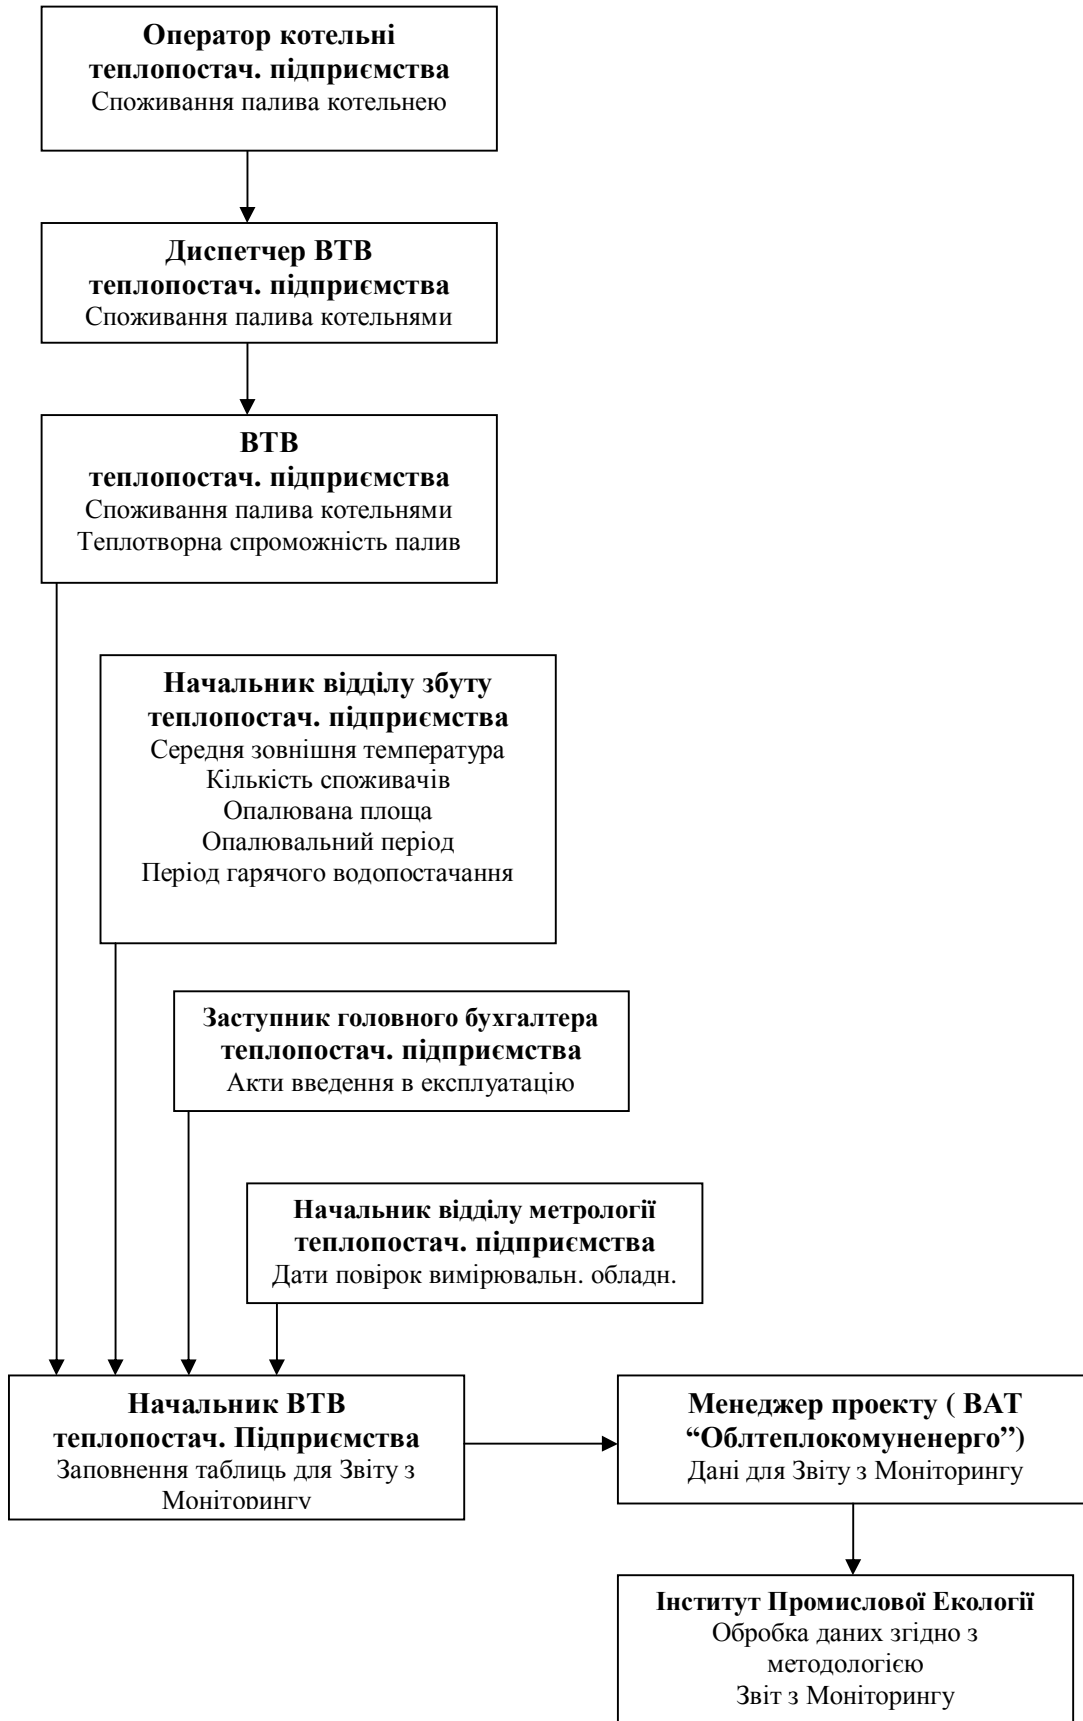 Оператор котельні
теплопостач. підприємства
Споживання палива котельнею
Диспетчер ВТВ
теплопостач. підприємства
Споживання палива котельнями
ВТВ
теплопостач. підприємства
Споживання палива котельнями
Теплотворна спроможність палив
Начальник відділу збуту
теплопостач. підприємства
Середня зовнішня температура
Кількість споживачів
Опалювана площа
Опалювальний період
Період гарячого водопостачання
Заступник головного бухгалтера
теплопостач. підприємства
Акти введення в експлуатацію
Начальник відділу метрології
теплопостач. підприємства
Дати повірок вимірювальн. обладн.
Начальник ВТВ
теплопостач. Підприємства
Заповнення таблиць для Звіту з
Моніторингу
Менеджер проекту ( ВАТ
“Облтеплокомуненерго”)
Дані для Звіту з Моніторингу
Інститут Промислової Екології
Обробка даних згідно з
методологією
Звіт з Моніторингу